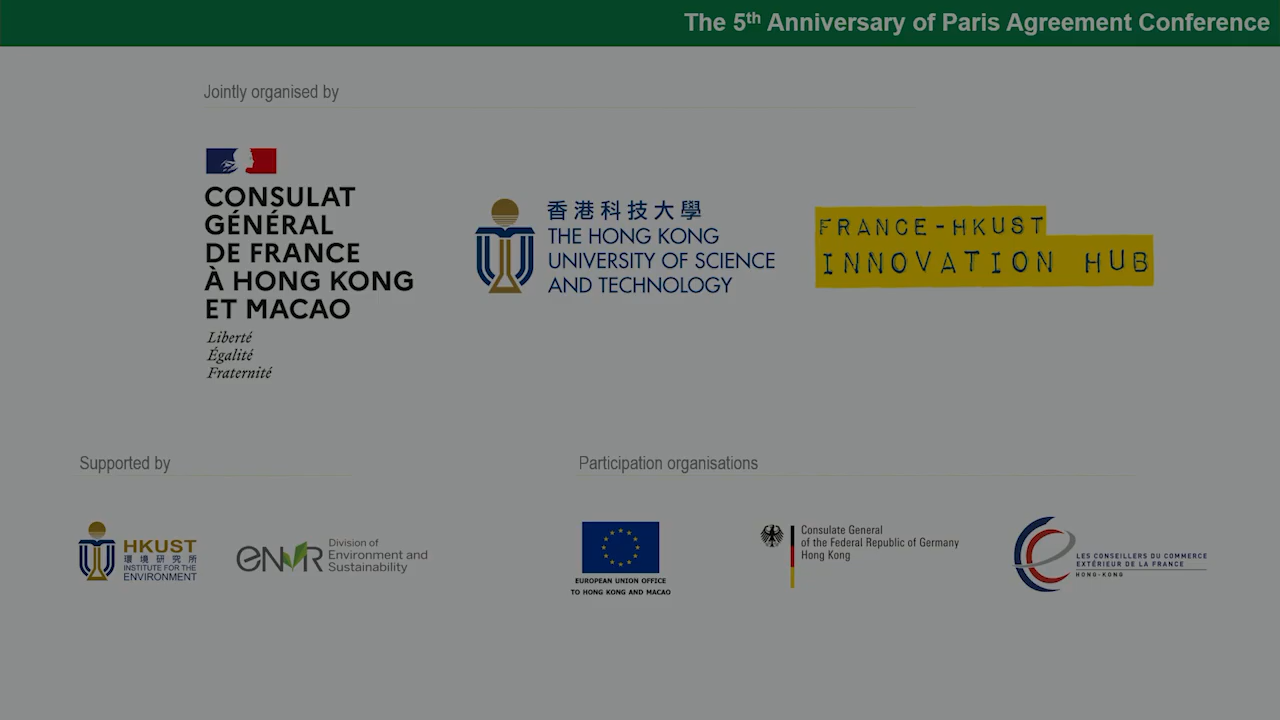 The 5th Anniversary of Paris Agreement Conference
Jointly organised by
CONSULAT
GÉNÉRAL
DE FRANCE
À HONG KONG
ET MACAO
Liberté
Égalité
Fraternité
香港科技大學
THE HONG KONG
UNIVERSITY OF SCIENCE
AND TECHNOLOGY
FRANCE-HKUST
INNOVATION HUB
Supported by
HKUST
環境研究所
INSTITUTE FOR THE
ENVIRONMENT
ENVR
Division of
Environment and
Sustainability
Participation organisations
EUROPEAN UNION OFFICE
TO HONG KONG AND MACAO
Consulate General
of the Federal Republic of Germany
Hong Kong
LES CONSEILLERS DU COMMERCE
EXTÉRIEUR DE LA FRANCE
HONG-KONG